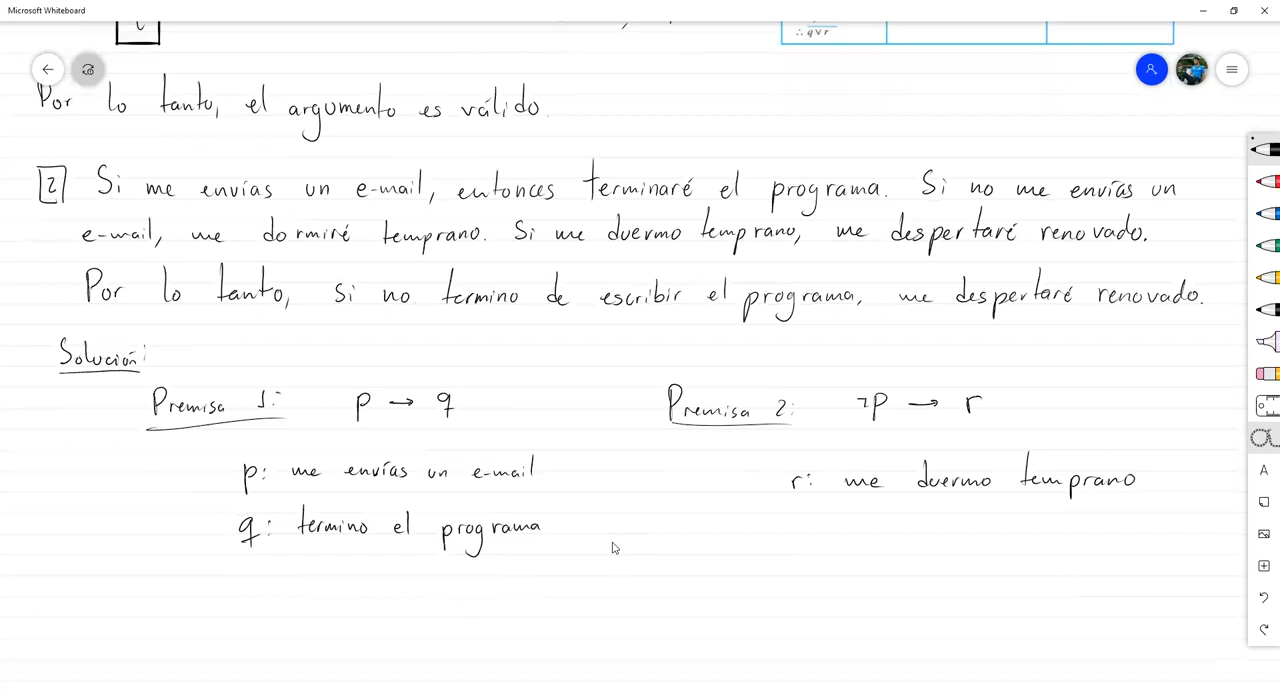 Microsoft Whiteboard
∴ q∨r
Por lo tanto, el argumento es válido.
2 Si me envías un e-mail, entonces terminaré el programa. Si no me envías un
e-mail, me dormiré temprano. Si me duermo temprano, me despertaré renovado.
Por lo tanto, si no termino de escribir el programa, me despertaré renovado.
Solución:
Premisa 1: p → q
Premisa 2: ¬p → r
p: me envías un e-mail
r: me duermo temprano
q: termino el programa
A